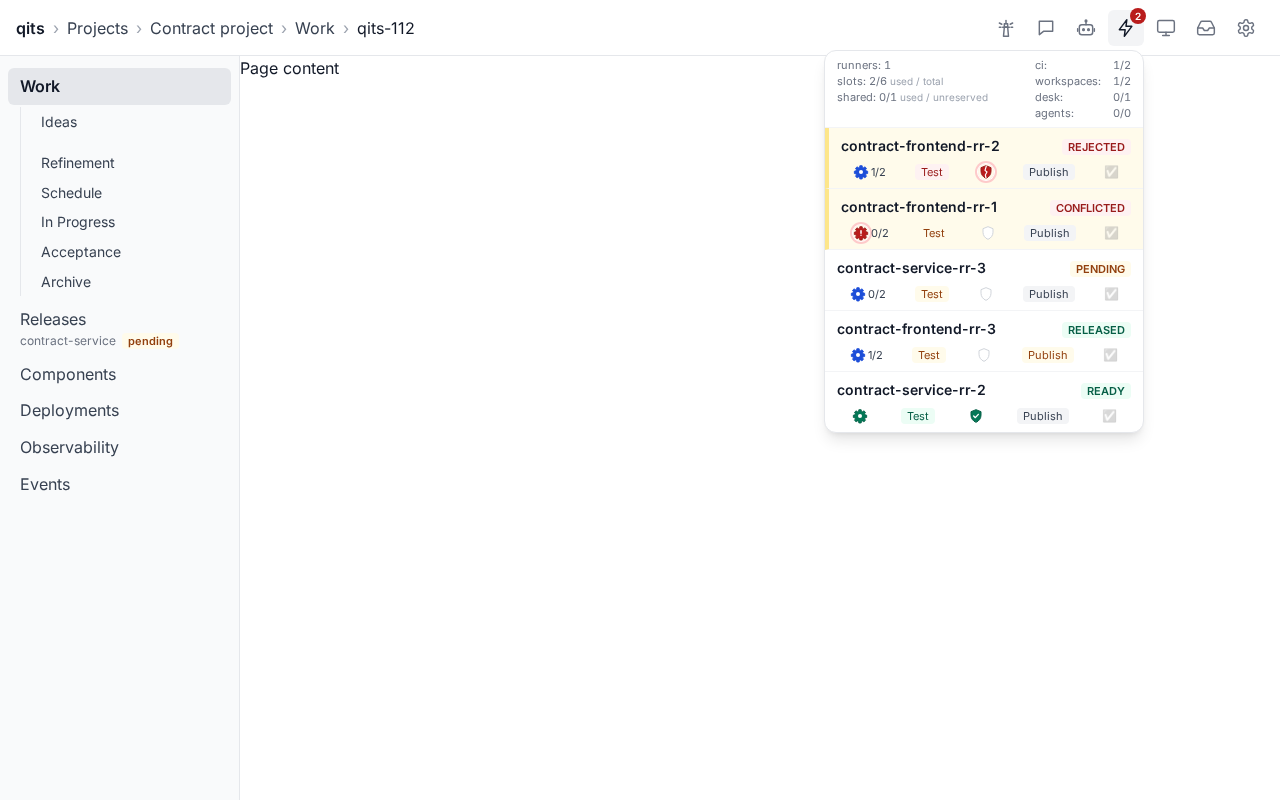 qits › Projects › Contract project › Work › qits-112
2
Work
Ideas
Refinement
Schedule
In Progress
Acceptance
Archive
Releases
contract-service pending
Components
Deployments
Observability
Events
Page content
runners: 1
slots: 2/6 used / total
shared: 0/1 used / unreserved
ci: 1/2
workspaces: 1/2
desk: 0/1
agents: 0/0
contract-frontend-rr-2 REJECTED
1/2 Test Publish
contract-frontend-rr-1 CONFLICTED
0/2 Test Publish
contract-service-rr-3 PENDING
0/2 Test Publish
contract-frontend-rr-3 RELEASED
1/2 Test Publish
contract-service-rr-2 READY
Test Publish